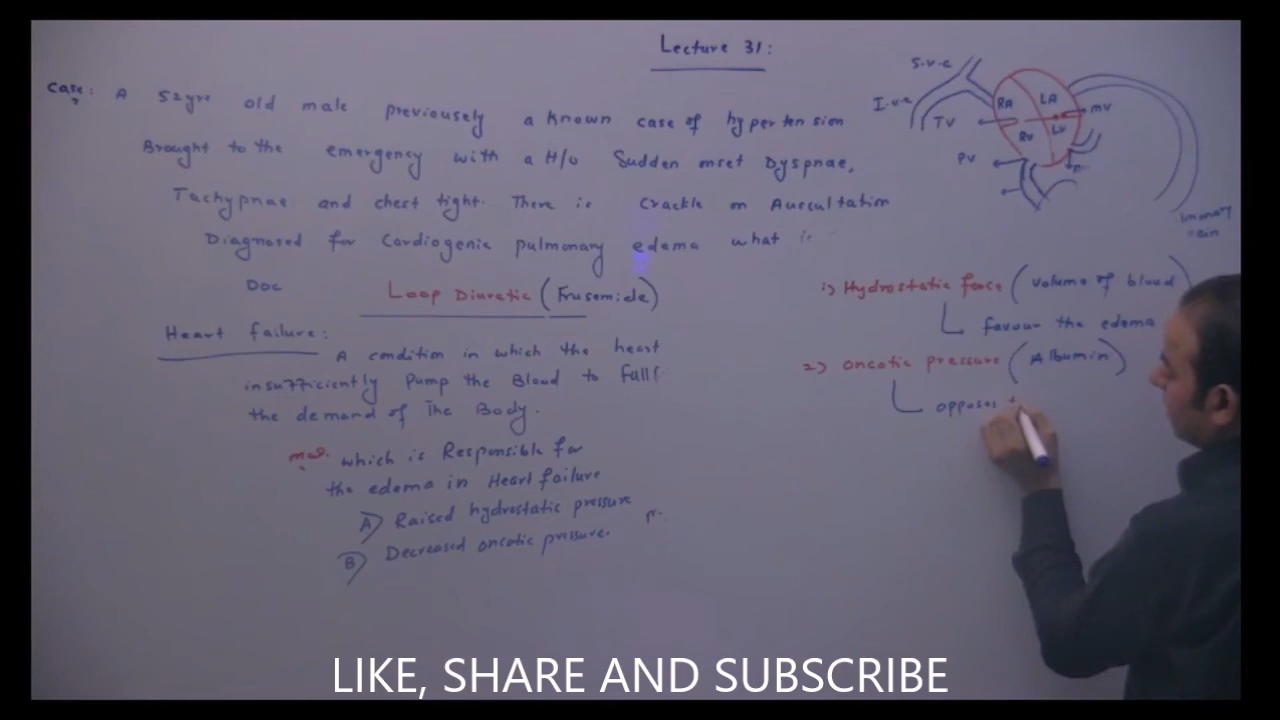 Lecture 31:
Case: A 52yrs old male previousely a known case of hypertension
Brought to the emergency with a H/o Sudden onset Dyspnae,
Tachypnae and chest tight. There is crackle on Auscultation
Diagnosed for Cardiogenic pulmonary edema what is
Doc Loop Diuretic (Frusemide)
Heart failure:
A condition in which the heart
insufficiently pump the Blood to fulf
the demand of The Body.
which is Responsible for
the edema in Heart failure
A) Raised hydrostatic pressure
B) Decreased oncotic pressure.
S.v.c
I.v.c
RA
LA
TV
MV
RV
LV
PV
1) Hydrostatic force (volume of blood)
favour the edema
2) oncotic pressure (Albumin)
opposes
LIKE, SHARE AND SUBSCRIBE